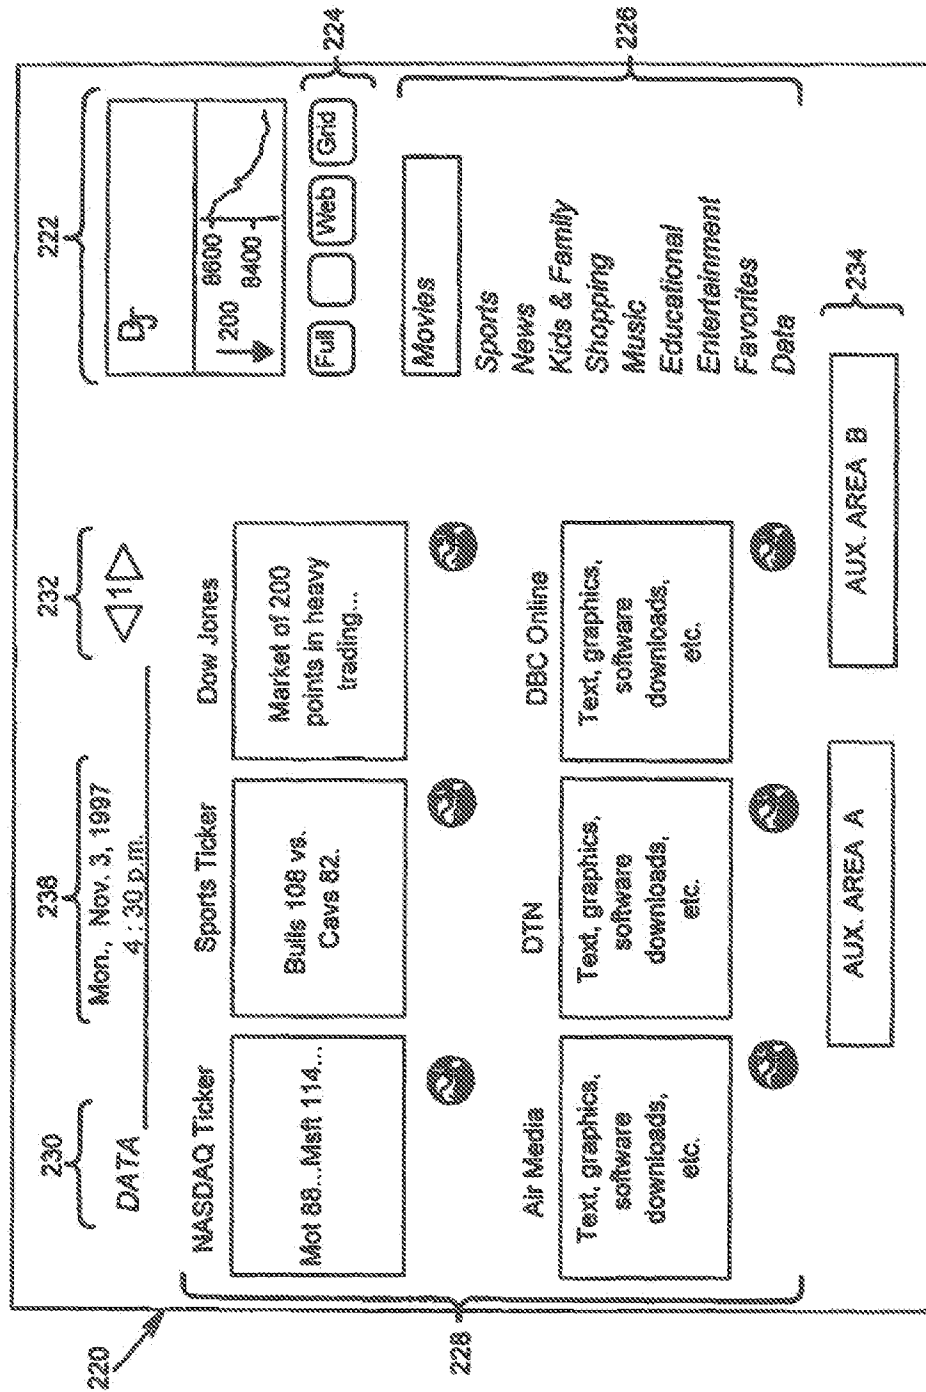 230
238
232
222
DATA
Mon., Nov. 3, 1997
4 : 30 p.m.
1
DJ
200
8600
8400
Full
Web
Grid
224
220
NASDAQ Ticker
Sports Ticker
Dow Jones
Mot 88...Msft 114...
Bulls 108 vs.
Cavs 82.
Market of 200
points in heavy
trading...
Movies
Sports
News
Kids & Family
Shopping
Music
Educational
Entertainment
Favorites
Data
226
228
Air Media
DTN
DBC Online
Text, graphics,
software
downloads,
etc.
Text, graphics,
software
downloads,
etc.
Text, graphics,
software
downloads,
etc.
AUX. AREA A
AUX. AREA B
234